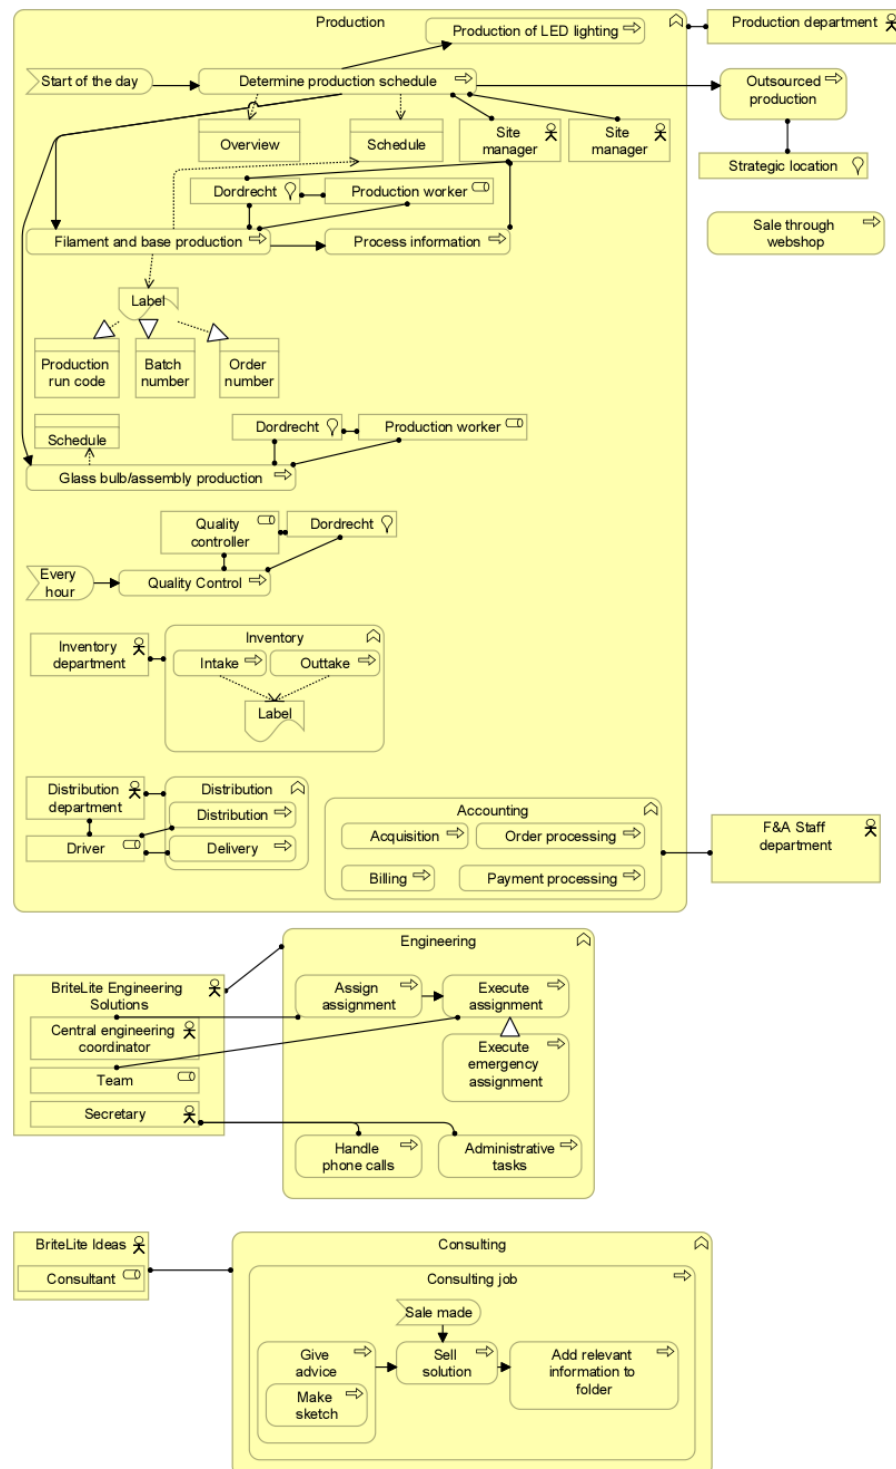 Production
Production of LED lighting
Production department
Start of the day
Determine production schedule
Outsourced
production
Overview
Schedule
Site
manager
Site
manager
Strategic location
Dordrecht
Production worker
Sale through
webshop
Filament and base production
Process information
Label
Production
run code
Batch
number
Order
number
Schedule
Dordrecht
Production worker
Glass bulb/assembly production
Quality
controller
Dordrecht
Every
hour
Quality Control
Inventory
department
Inventory
Intake
Outtake
Label
Distribution
department
Distribution
Distribution
Driver
Delivery
Accounting
Acquisition
Order processing
Billing
Payment processing
F&A Staff
department
Engineering
BriteLite Engineering
Solutions
Assign
assignment
Execute
assignment
Central engineering
coordinator
Execute
emergency
assignment
Team
Secretary
Handle
phone calls
Administrative
tasks
BriteLite Ideas
Consultant
Consulting
Consulting job
Sale made
Give
advice
Sell
solution
Add relevant
information to
folder
Make
sketch